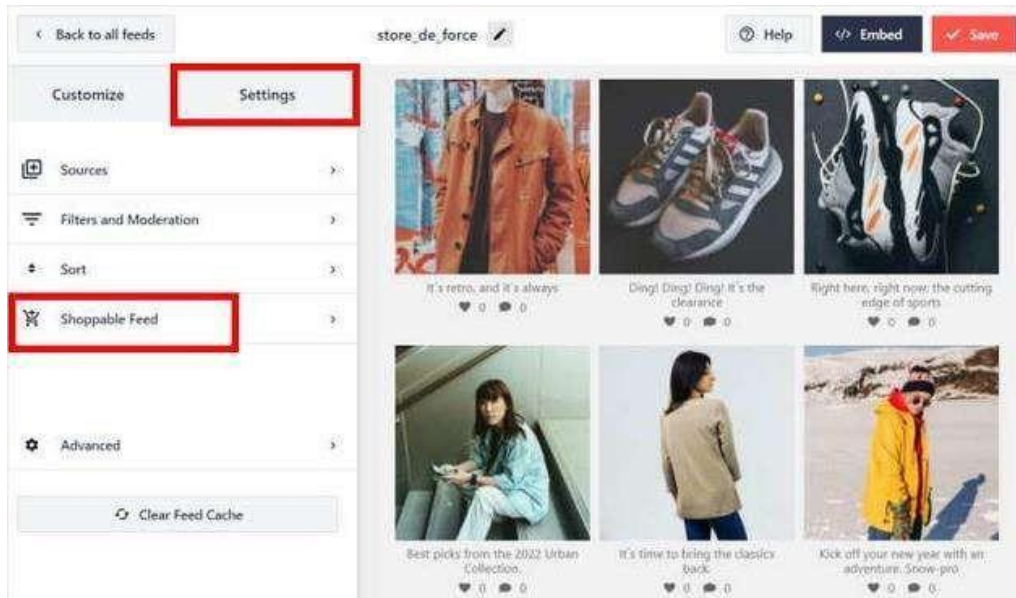 Back to all feeds
store_de_force
Help
</> Embed
Save
Customize
Settings
Sources
Filters and Moderation
Sort
Shoppable Feed
Advanced
Clear Feed Cache
It's retro, and it's always
0 0
Ding! Ding! Ding! It's the
clearance
0 0
Right here, right now: the cutting
edge of sports
0 0
Best picks from the 2022 Urban
Collection.
0 0
It's time to bring the classics
back.
0 0
Kick off your new year with an
adventure. Snow-pro
0 0